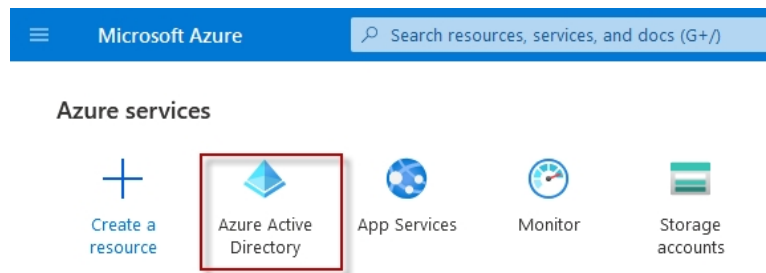 Microsoft Azure
Search resources, services, and docs (G+/)
Azure services
Create a
resource
Azure Active
Directory
App Services
Monitor
Storage
accounts